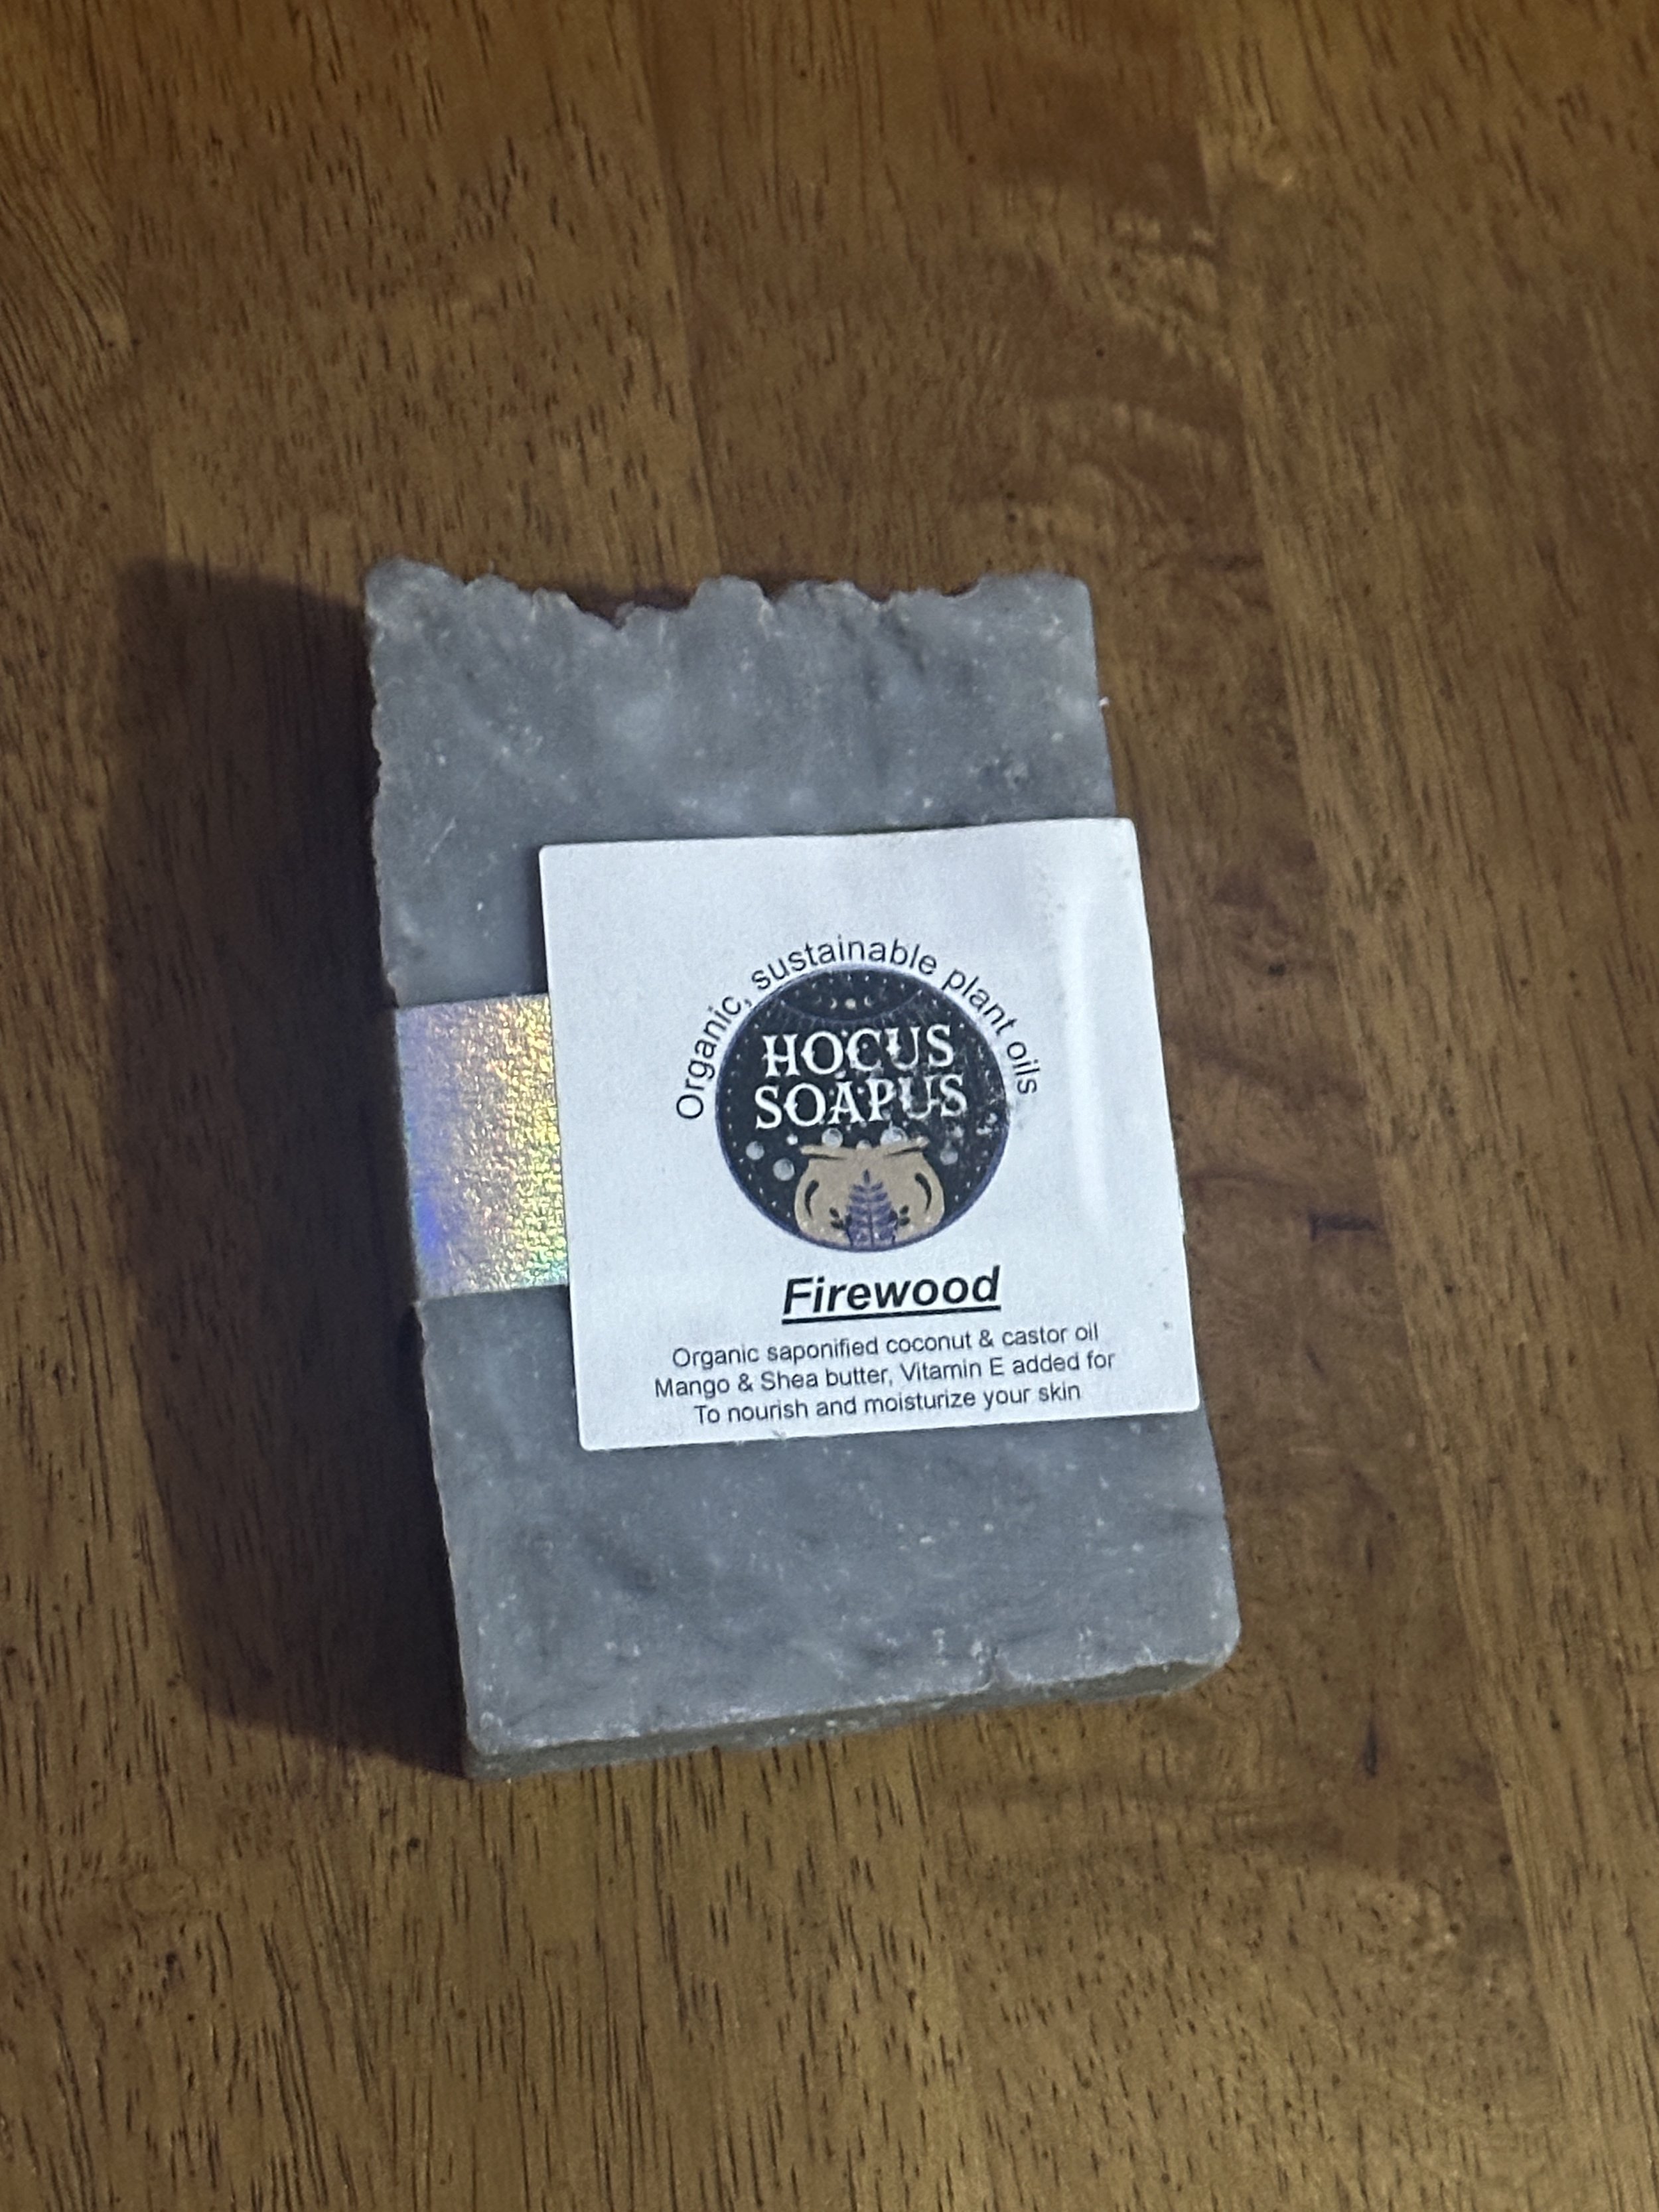 Organic, sustainable plant oils
HOCUS
SOAPUS
Firewood
Organic saponified coconut & castor oil
Mango & Shea butter, Vitamin E added for
To nourish and moisturize your skin